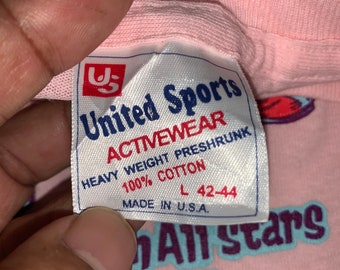 US
United Sports
ACTIVEWEAR
HEAVY WEIGHT PRESHRUNK
100% COTTON
L 42-44
MADE IN U.S.A.
All Stars